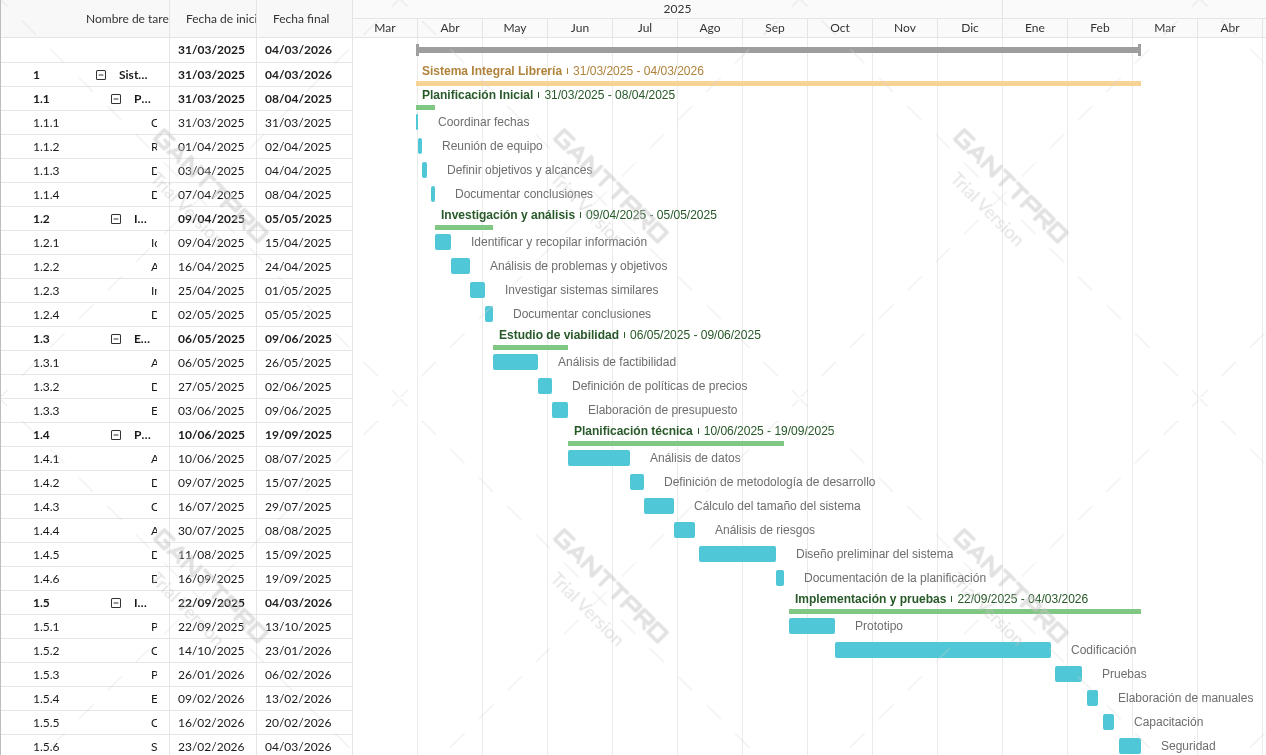 2025
Nombre de tare Fecha de inici Fecha final
Mar Abr May Jun Jul Ago Sep Oct Nov Dic Ene Feb Mar Abr
31/03/2025 04/03/2026
1 Sist... 31/03/2025 04/03/2026 Sistema Integral Librería 31/03/2025 - 04/03/2026
1.1 P... 31/03/2025 08/04/2025 Planificación Inicial 31/03/2025 - 08/04/2025
1.1.1 31/03/2025 31/03/2025 Coordinar fechas
1.1.2 01/04/2025 02/04/2025 Reunión de equipo
1.1.3 03/04/2025 04/04/2025 Definir objetivos y alcances
1.1.4 07/04/2025 08/04/2025 Documentar conclusiones
1.2 I... 09/04/2025 05/05/2025 Investigación y análisis 09/04/2025 - 05/05/2025
1.2.1 09/04/2025 15/04/2025 Identificar y recopilar información
1.2.2 16/04/2025 24/04/2025 Análisis de problemas y objetivos
1.2.3 25/04/2025 01/05/2025 Investigar sistemas similares
1.2.4 02/05/2025 05/05/2025 Documentar conclusiones
1.3 E... 06/05/2025 09/06/2025 Estudio de viabilidad 06/05/2025 - 09/06/2025
1.3.1 06/05/2025 26/05/2025 Análisis de factibilidad
1.3.2 27/05/2025 02/06/2025 Definición de políticas de precios
1.3.3 03/06/2025 09/06/2025 Elaboración de presupuesto
1.4 P... 10/06/2025 19/09/2025 Planificación técnica 10/06/2025 - 19/09/2025
1.4.1 10/06/2025 08/07/2025 Análisis de datos
1.4.2 09/07/2025 15/07/2025 Definición de metodología de desarrollo
1.4.3 16/07/2025 29/07/2025 Cálculo del tamaño del sistema
1.4.4 30/07/2025 08/08/2025 Análisis de riesgos
1.4.5 11/08/2025 15/09/2025 Diseño preliminar del sistema
1.4.6 16/09/2025 19/09/2025 Documentación de la planificación
1.5 I... 22/09/2025 04/03/2026 Implementación y pruebas 22/09/2025 - 04/03/2026
1.5.1 22/09/2025 13/10/2025 Prototipo
1.5.2 14/10/2025 23/01/2026 Codificación
1.5.3 26/01/2026 06/02/2026 Pruebas
1.5.4 09/02/2026 13/02/2026 Elaboración de manuales
1.5.5 16/02/2026 20/02/2026 Capacitación
1.5.6 23/02/2026 04/03/2026 Seguridad
GANTTPRO
Trial Version
GANTTPRO
Trial Version
GANTTPRO
Trial Version
GANTTPRO
Trial Version
GANTTPRO
Trial Version
GANTTPRO
Trial Version